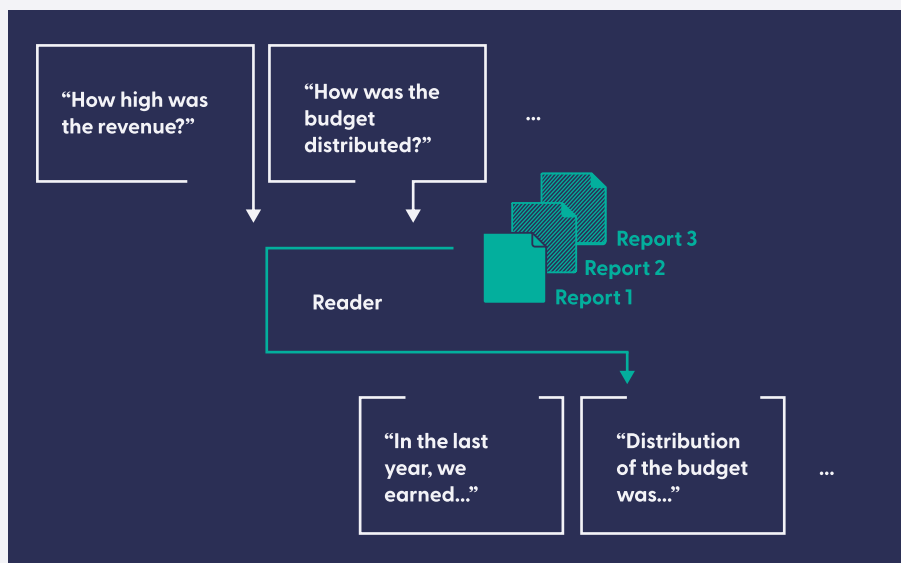 “How high was
the revenue?”
“How was the
budget
distributed?”
...
Report 3
Report 2
Report 1
Reader
“In the last
year, we
earned...”
“Distribution
of the budget
was...”
...